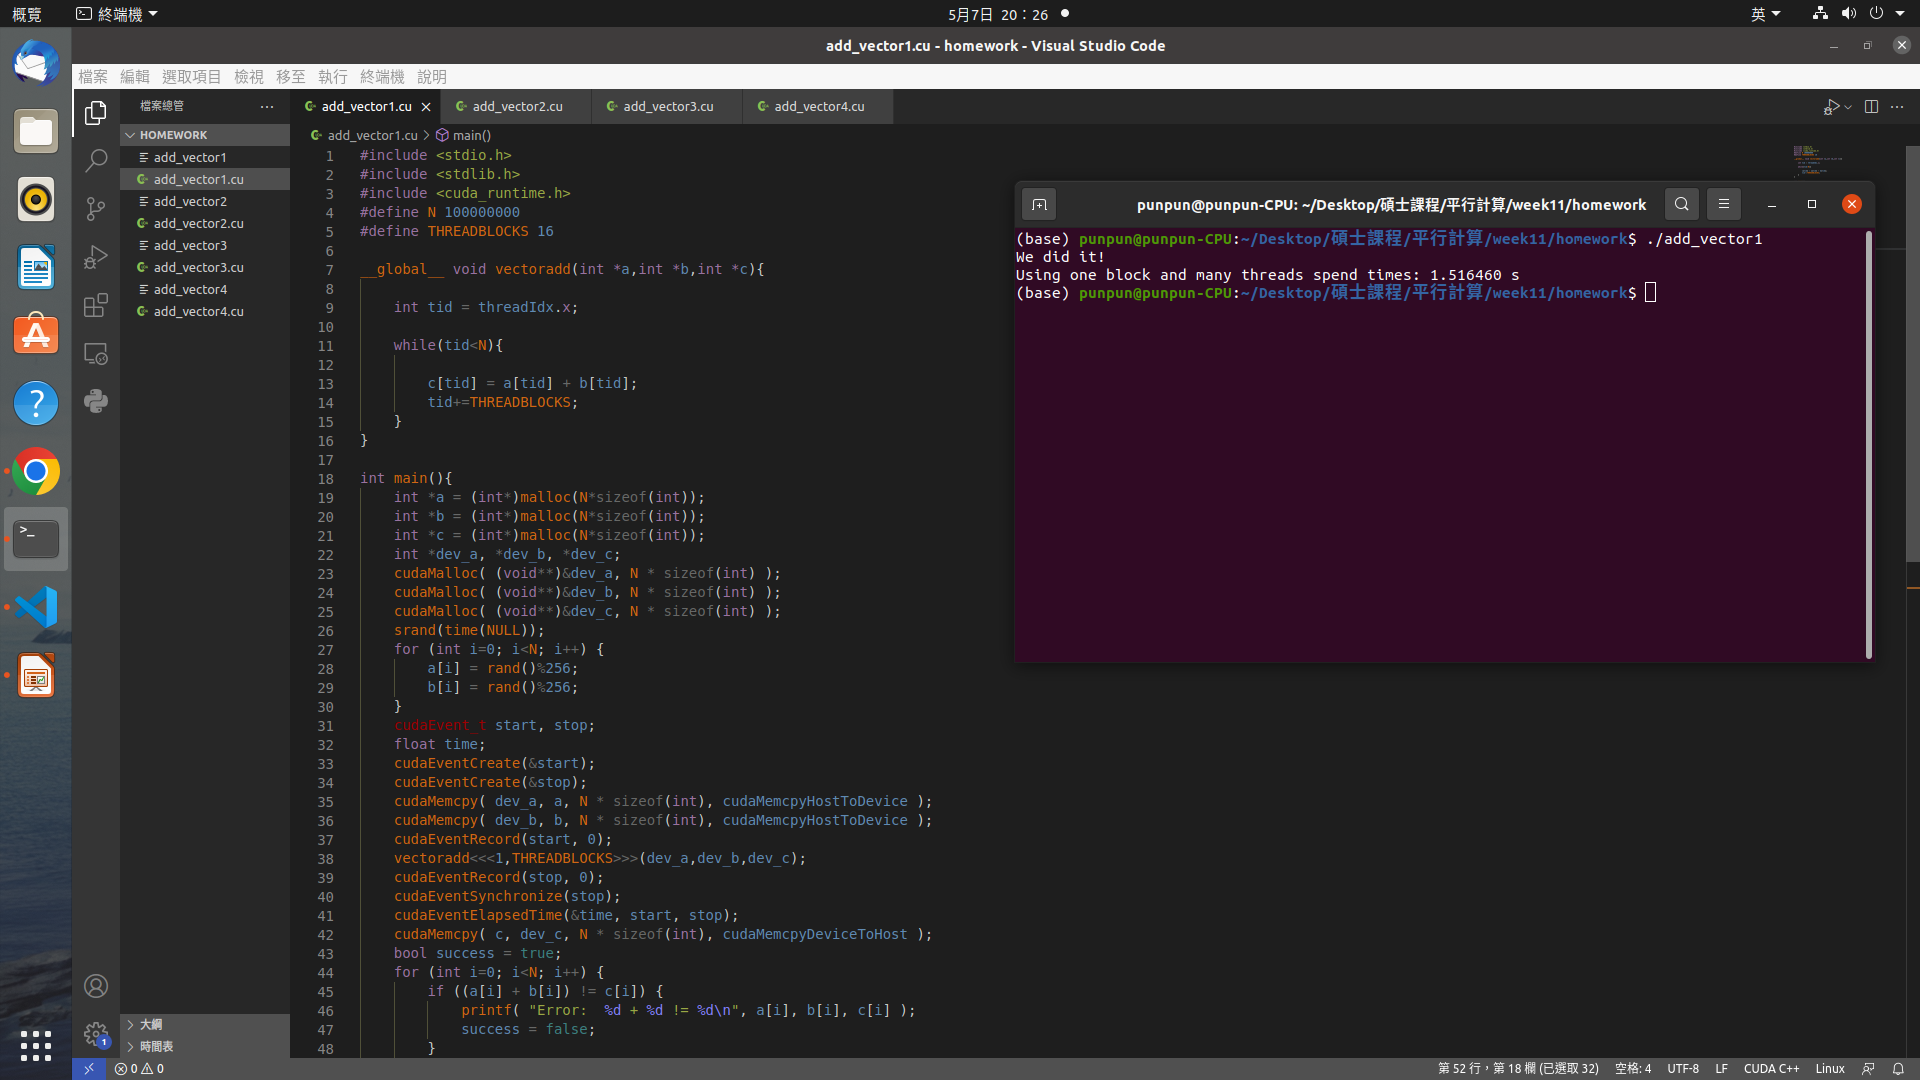 概覽
終端機
5月7日 20：26
英
add_vector1.cu - homework - Visual Studio Code
檔案 編輯 選取項目 檢視 移至 執行 終端機 說明
檔案總管
HOMEWORK
add_vector1
add_vector1.cu
add_vector2
add_vector2.cu
add_vector3
add_vector3.cu
add_vector4
add_vector4.cu
大綱
時間表
add_vector1.cu
add_vector2.cu
add_vector3.cu
add_vector4.cu
add_vector1.cu > main()
1 #include <stdio.h>
2 #include <stdlib.h>
3 #include <cuda_runtime.h>
4 #define N 100000000
5 #define THREADBLOCKS 16
6
7 __global__ void vectoradd(int *a,int *b,int *c){
8
9     int tid = threadIdx.x;
10
11     while(tid<N){
12
13         c[tid] = a[tid] + b[tid];
14         tid+=THREADBLOCKS;
15     }
16 }
17
18 int main(){
19     int *a = (int*)malloc(N*sizeof(int));
20     int *b = (int*)malloc(N*sizeof(int));
21     int *c = (int*)malloc(N*sizeof(int));
22     int *dev_a, *dev_b, *dev_c;
23     cudaMalloc( (void**)&dev_a, N * sizeof(int) );
24     cudaMalloc( (void**)&dev_b, N * sizeof(int) );
25     cudaMalloc( (void**)&dev_c, N * sizeof(int) );
26     srand(time(NULL));
27     for (int i=0; i<N; i++) {
28         a[i] = rand()%256;
29         b[i] = rand()%256;
30     }
31     cudaEvent_t start, stop;
32     float time;
33     cudaEventCreate(&start);
34     cudaEventCreate(&stop);
35     cudaMemcpy( dev_a, a, N * sizeof(int), cudaMemcpyHostToDevice );
36     cudaMemcpy( dev_b, b, N * sizeof(int), cudaMemcpyHostToDevice );
37     cudaEventRecord(start, 0);
38     vectoradd<<<1,THREADBLOCKS>>>(dev_a,dev_b,dev_c);
39     cudaEventRecord(stop, 0);
40     cudaEventSynchronize(stop);
41     cudaEventElapsedTime(&time, start, stop);
42     cudaMemcpy( c, dev_c, N * sizeof(int), cudaMemcpyDeviceToHost );
43     bool success = true;
44     for (int i=0; i<N; i++) {
45         if ((a[i] + b[i]) != c[i]) {
46             printf( "Error:  %d + %d != %d\n", a[i], b[i], c[i] );
47             success = false;
48         }
punpun@punpun-CPU: ~/Desktop/碩士課程/平行計算/week11/homework
(base) punpun@punpun-CPU:~/Desktop/碩士課程/平行計算/week11/homework$ ./add_vector1
We did it!
Using one block and many threads spend times: 1.516460 s
(base) punpun@punpun-CPU:~/Desktop/碩士課程/平行計算/week11/homework$
1
0 0
第 52 行，第 18 欄 (已選取 32) 空格: 4 UTF-8 LF CUDA C++ Linux